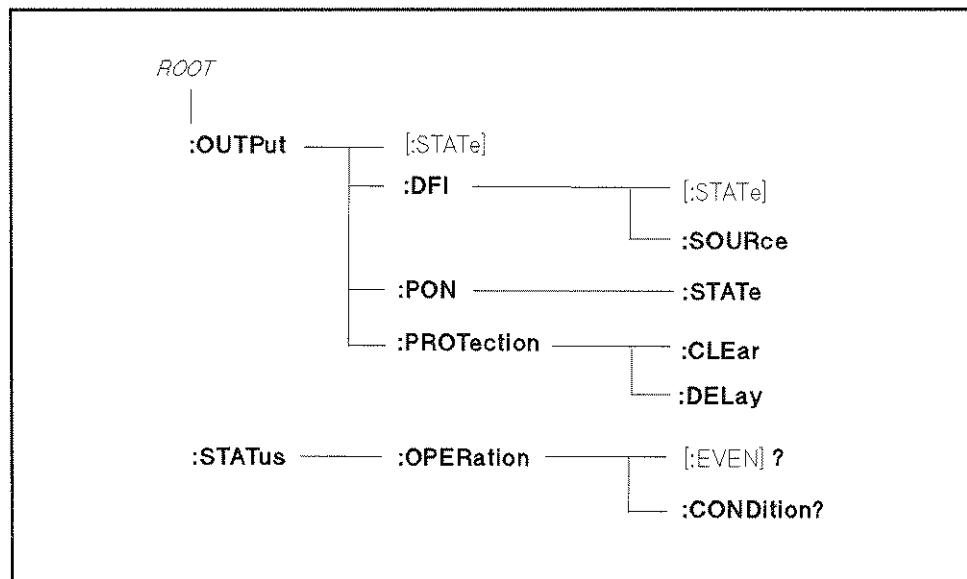 ROOT
:OUTPut [:STATe]
:DFI [:STATe]
:SOURce
:PON :STATe
:PROTection :CLEar
:DELay
:STATus :OPERation [:EVEN] ?
:CONDition?